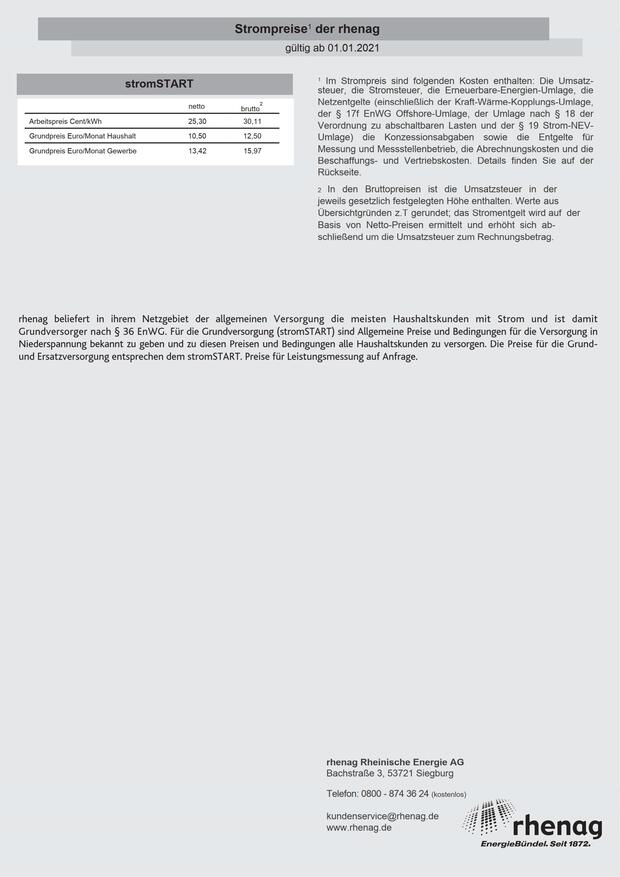 Strompreise¹ der rhenag
gültig ab 01.01.2021
stromSTART
netto brutto²
Arbeitspreis Cent/kWh 25,30 30,11
Grundpreis Euro/Monat Haushalt 10,50 12,50
Grundpreis Euro/Monat Gewerbe 13,42 15,97
¹ Im Strompreis sind folgenden Kosten enthalten: Die Umsatz-
steuer, die Stromsteuer, die Erneuerbare-Energien-Umlage, die
Netzentgelte (einschließlich der Kraft-Wärme-Kopplungs-Umlage,
der § 17f EnWG Offshore-Umlage, der Umlage nach § 18 der
Verordnung zu abschaltbaren Lasten und der § 19 Strom-NEV-
Umlage) die Konzessionsabgaben sowie die Entgelte für
Messung und Messstellenbetrieb, die Abrechnungskosten und die
Beschaffungs- und Vertriebskosten. Details finden Sie auf der
Rückseite.
2 In den Bruttopreisen ist die Umsatzsteuer in der
jeweils gesetzlich festgelegten Höhe enthalten. Werte aus
Übersichtgründen z.T gerundet; das Stromentgelt wird auf der
Basis von Netto-Preisen ermittelt und erhöht sich ab-
schließend um die Umsatzsteuer zum Rechnungsbetrag.
rhenag beliefert in ihrem Netzgebiet der allgemeinen Versorgung die meisten Haushaltskunden mit Strom und ist damit
Grundversorger nach § 36 EnWG. Für die Grundversorgung (stromSTART) sind Allgemeine Preise und Bedingungen für die Versorgung in
Niederspannung bekannt zu geben und zu diesen Preisen und Bedingungen alle Haushaltskunden zu versorgen. Die Preise für die Grund-
und Ersatzversorgung entsprechen dem stromSTART. Preise für Leistungsmessung auf Anfrage.
rhenag Rheinische Energie AG
Bachstraße 3, 53721 Siegburg
Telefon: 0800 - 874 36 24 (kostenlos)
kundenservice@rhenag.de
www.rhenag.de
rhenag
EnergieBündel. Seit 1872.